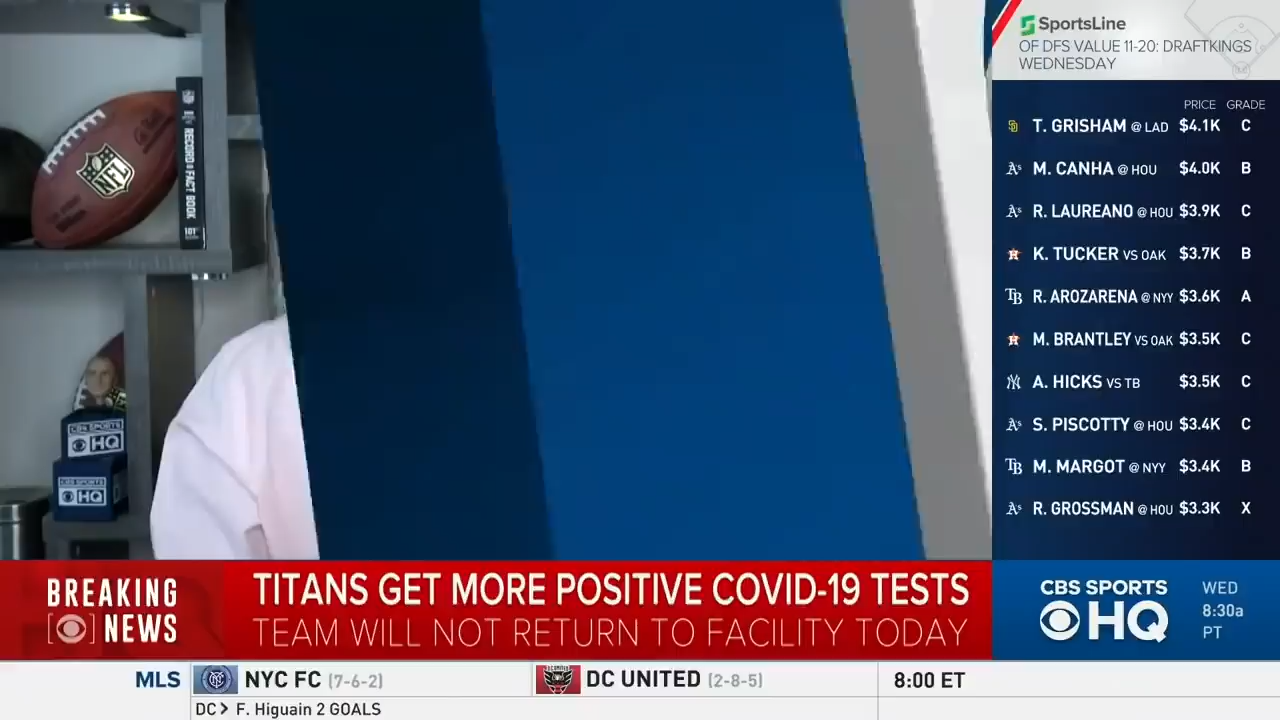 SportsLine
OF DFS VALUE 11-20: DRAFTKINGS
WEDNESDAY
PRICE GRADE
T. GRISHAM @ LAD $4.1K C
M. CANHA @ HOU $4.0K B
R. LAUREANO @ HOU $3.9K C
K. TUCKER VS OAK $3.7K B
R. AROZARENA @ NYY $3.6K A
M. BRANTLEY VS OAK $3.5K C
A. HICKS VS TB $3.5K C
S. PISCOTTY @ HOU $3.4K C
M. MARGOT @ NYY $3.4K B
R. GROSSMAN @ HOU $3.3K X
NFL
RECORD & FACT BOOK
CBS SPORTS
HQ
CBS SPORTS
HQ
BREAKING
NEWS
TITANS GET MORE POSITIVE COVID-19 TESTS
TEAM WILL NOT RETURN TO FACILITY TODAY
CBS SPORTS
HQ
WED
8:30a
PT
MLS NYC FC (7-6-2) DC UNITED (2-8-5) 8:00 ET
DC > F. Higuain 2 GOALS